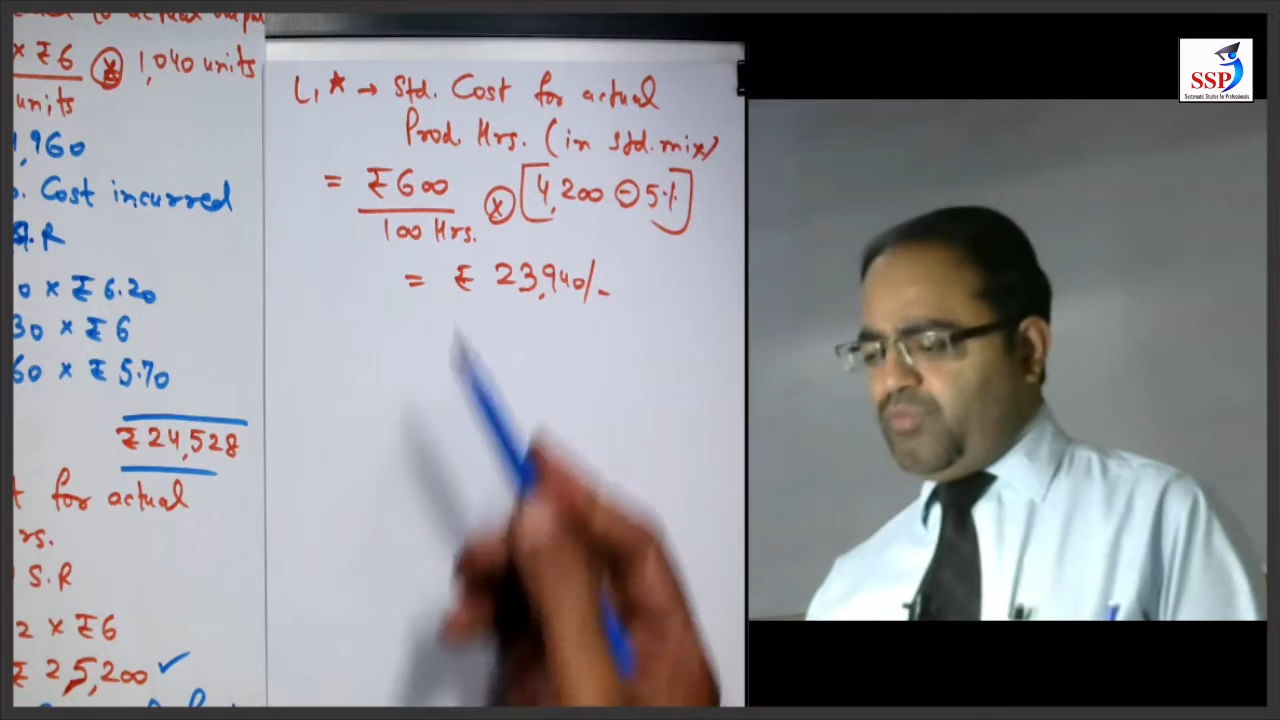 × ₹6 ⊗ 1,040 units
units
,960
. Cost incurred
S.R
0 × ₹6.20
30 × ₹6
60 × ₹5.70
₹24,528
for actual
rs.
S.R
2 × ₹6
₹ 25,200 ✓
L1* → Std. Cost for actual
Prod. Hrs. (in std. mix)
= ₹600 ⊗ [4,200 ⊖ 5%]
100 Hrs.
= ₹ 23,940/-
SSP
Systematic Studies for Professionals